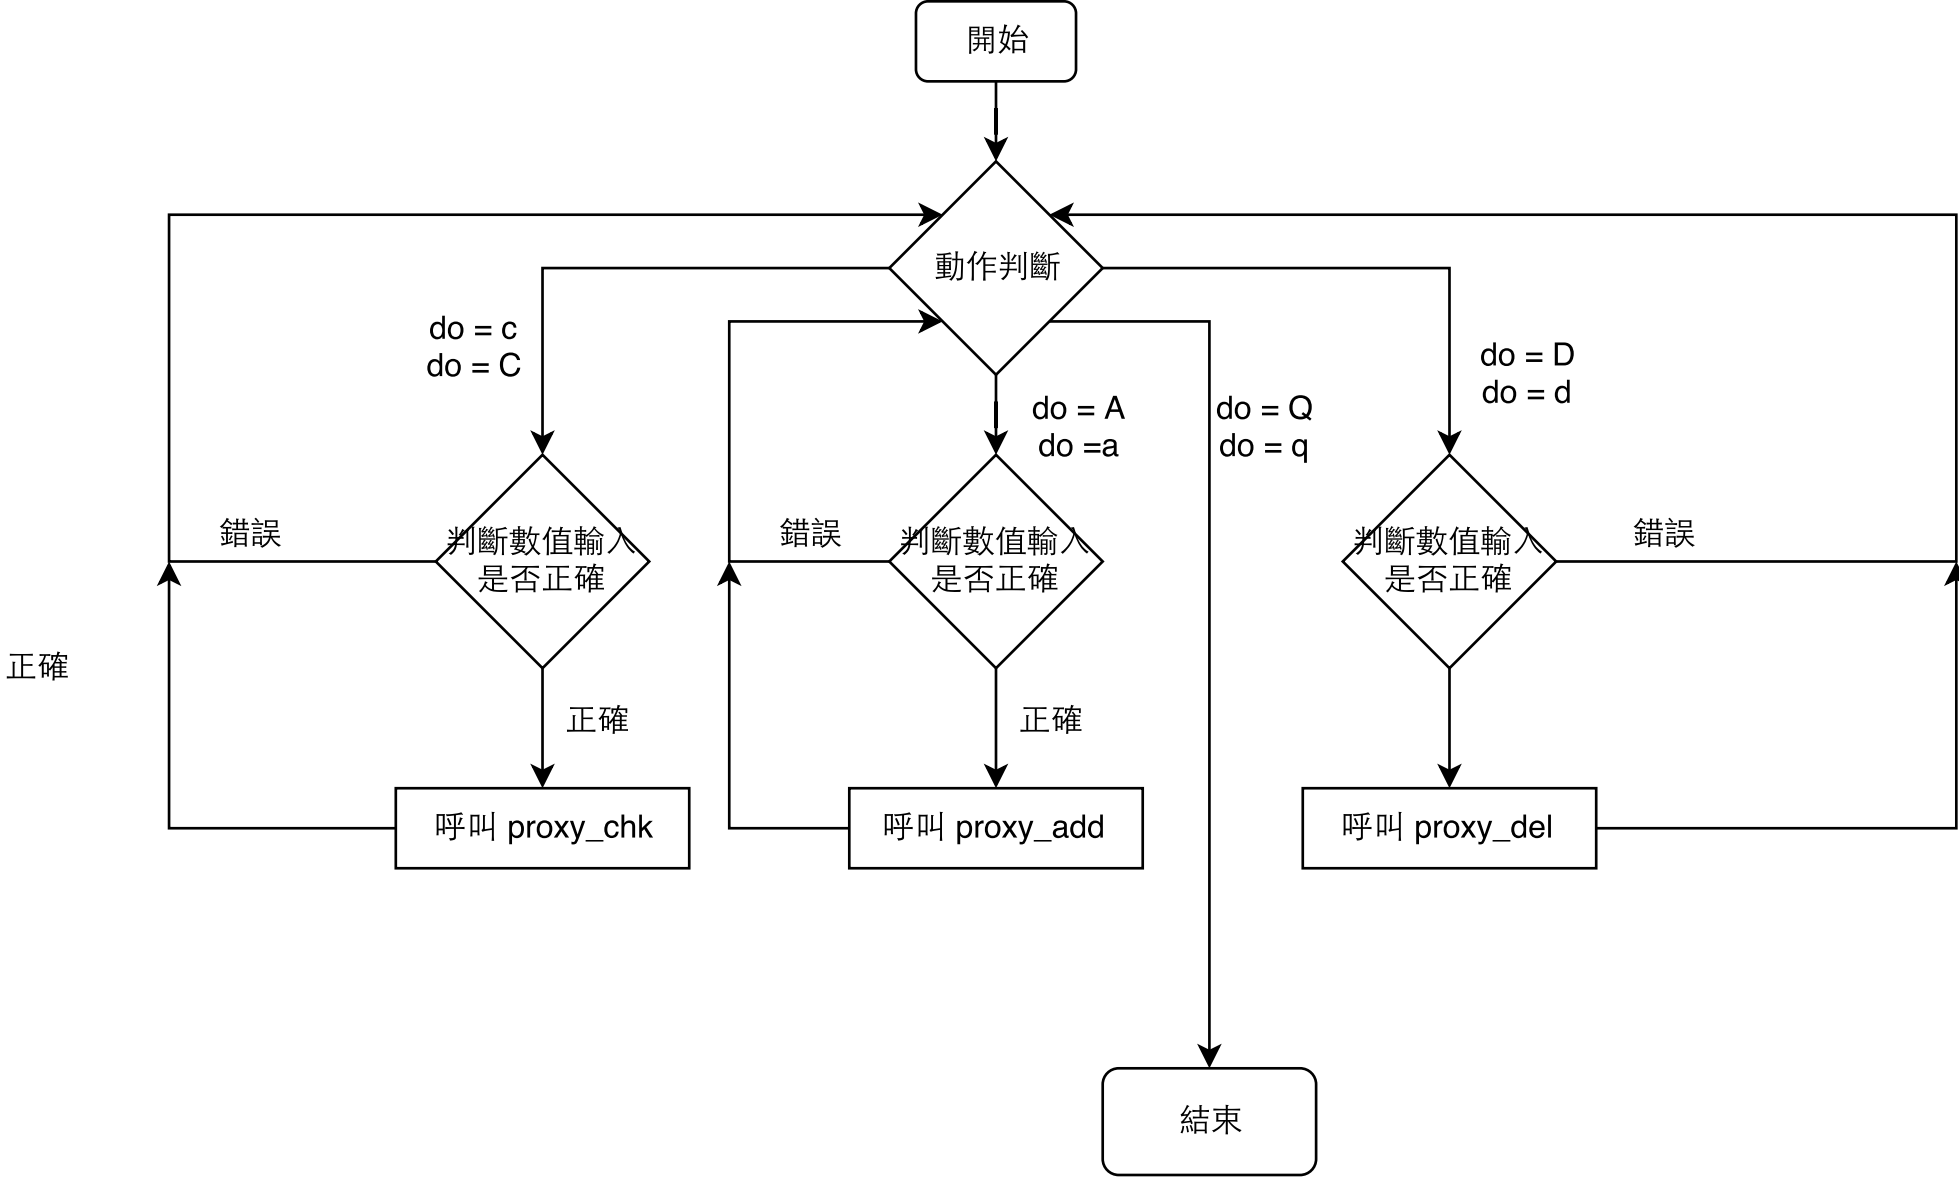 開始
動作判斷
do = c
do = C
do = D
do = d
do = A
do =a
do = Q
do = q
錯誤
判斷數值輸入
是否正確
錯誤
判斷數值輸入
是否正確
判斷數值輸入
是否正確
錯誤
正確
正確
正確
呼叫 proxy_chk
呼叫 proxy_add
呼叫 proxy_del
結束